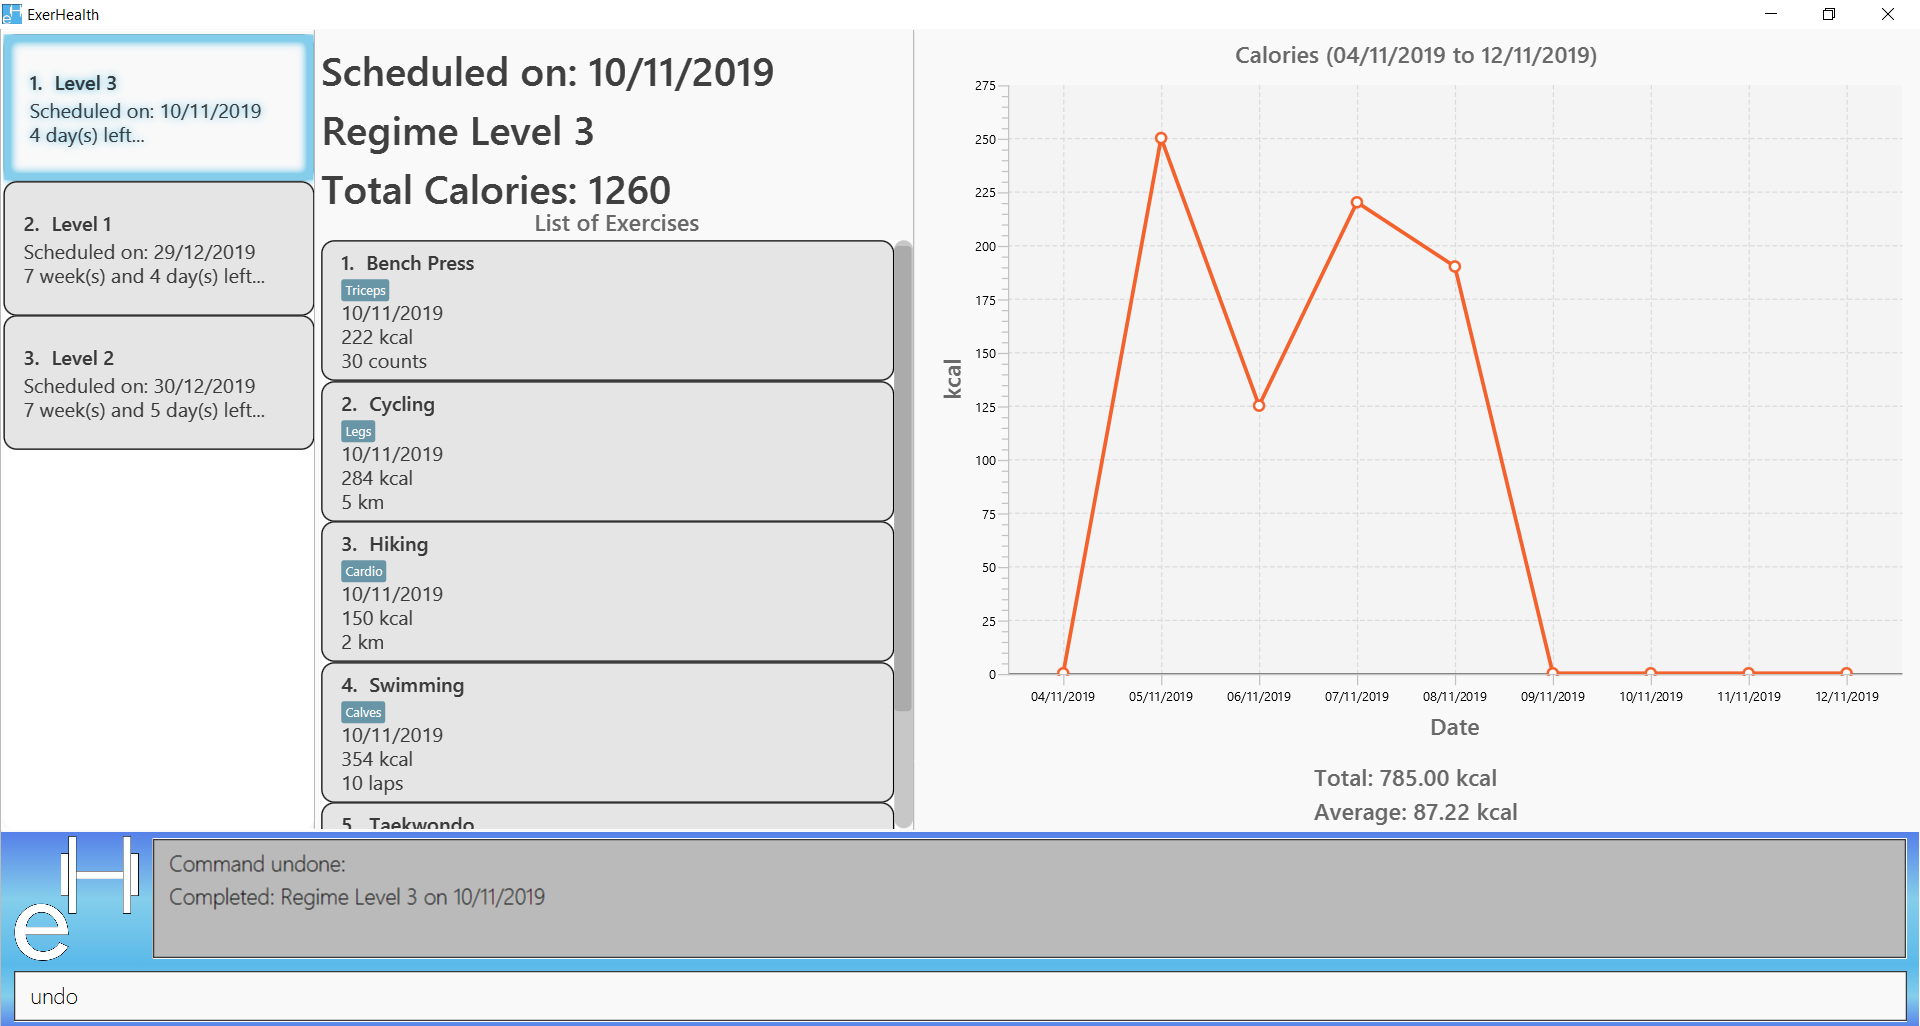 ExerHealth
1. Level 3
Scheduled on: 10/11/2019
4 day(s) left...
2. Level 1
Scheduled on: 29/12/2019
7 week(s) and 4 day(s) left...
3. Level 2
Scheduled on: 30/12/2019
7 week(s) and 5 day(s) left...
Scheduled on: 10/11/2019
Regime Level 3
Total Calories: 1260
List of Exercises
1. Bench Press
Triceps
10/11/2019
222 kcal
30 counts
2. Cycling
Legs
10/11/2019
284 kcal
5 km
3. Hiking
Cardio
10/11/2019
150 kcal
2 km
4. Swimming
Calves
10/11/2019
354 kcal
10 laps
5. Taekwondo
Calories (04/11/2019 to 12/11/2019)
275
250
225
200
175
150
125
100
75
50
25
0
kcal
04/11/2019 05/11/2019 06/11/2019 07/11/2019 08/11/2019 09/11/2019 10/11/2019 11/11/2019 12/11/2019
Date
Total: 785.00 kcal
Average: 87.22 kcal
eH
Command undone:
Completed: Regime Level 3 on 10/11/2019
undo